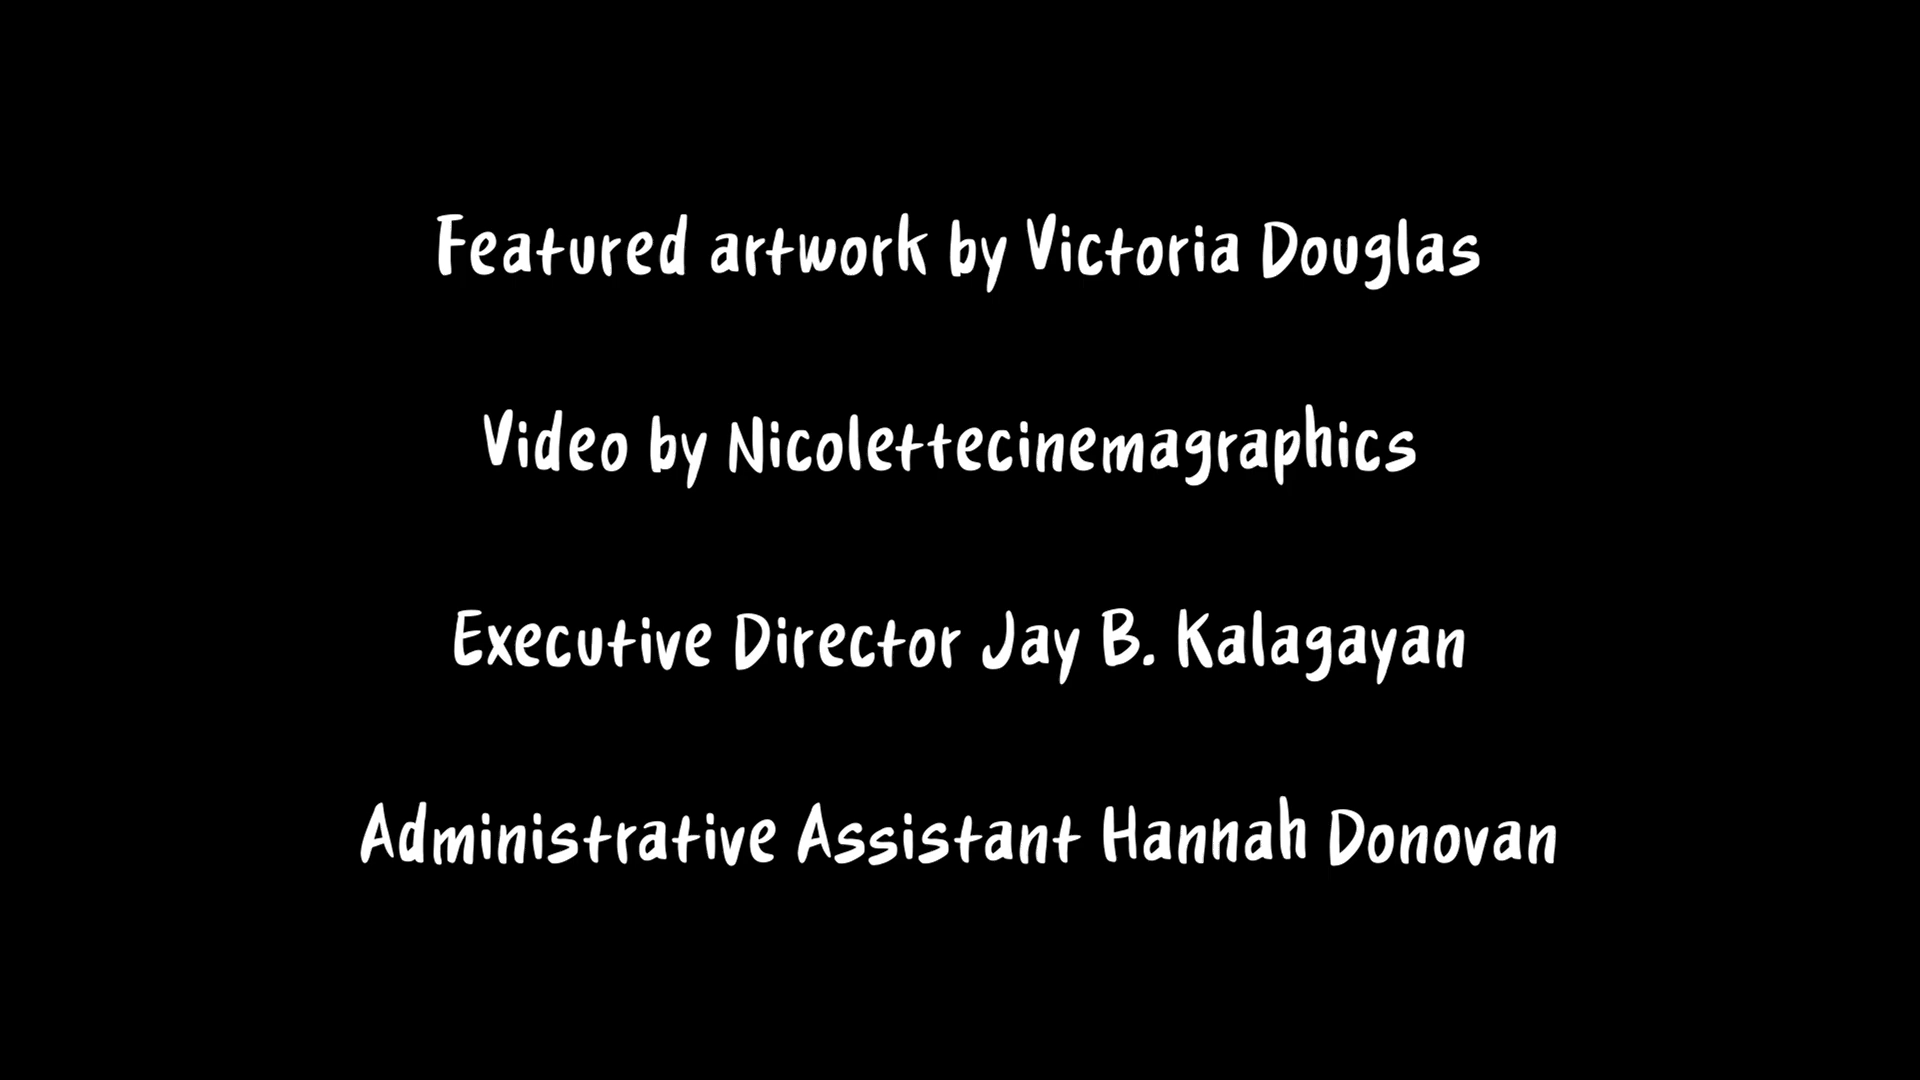 Featured artwork by Victoria Douglas
Video by Nicolettecinemagraphics
Executive Director Jay B. Kalagayan
Administrative Assistant Hannah Donovan